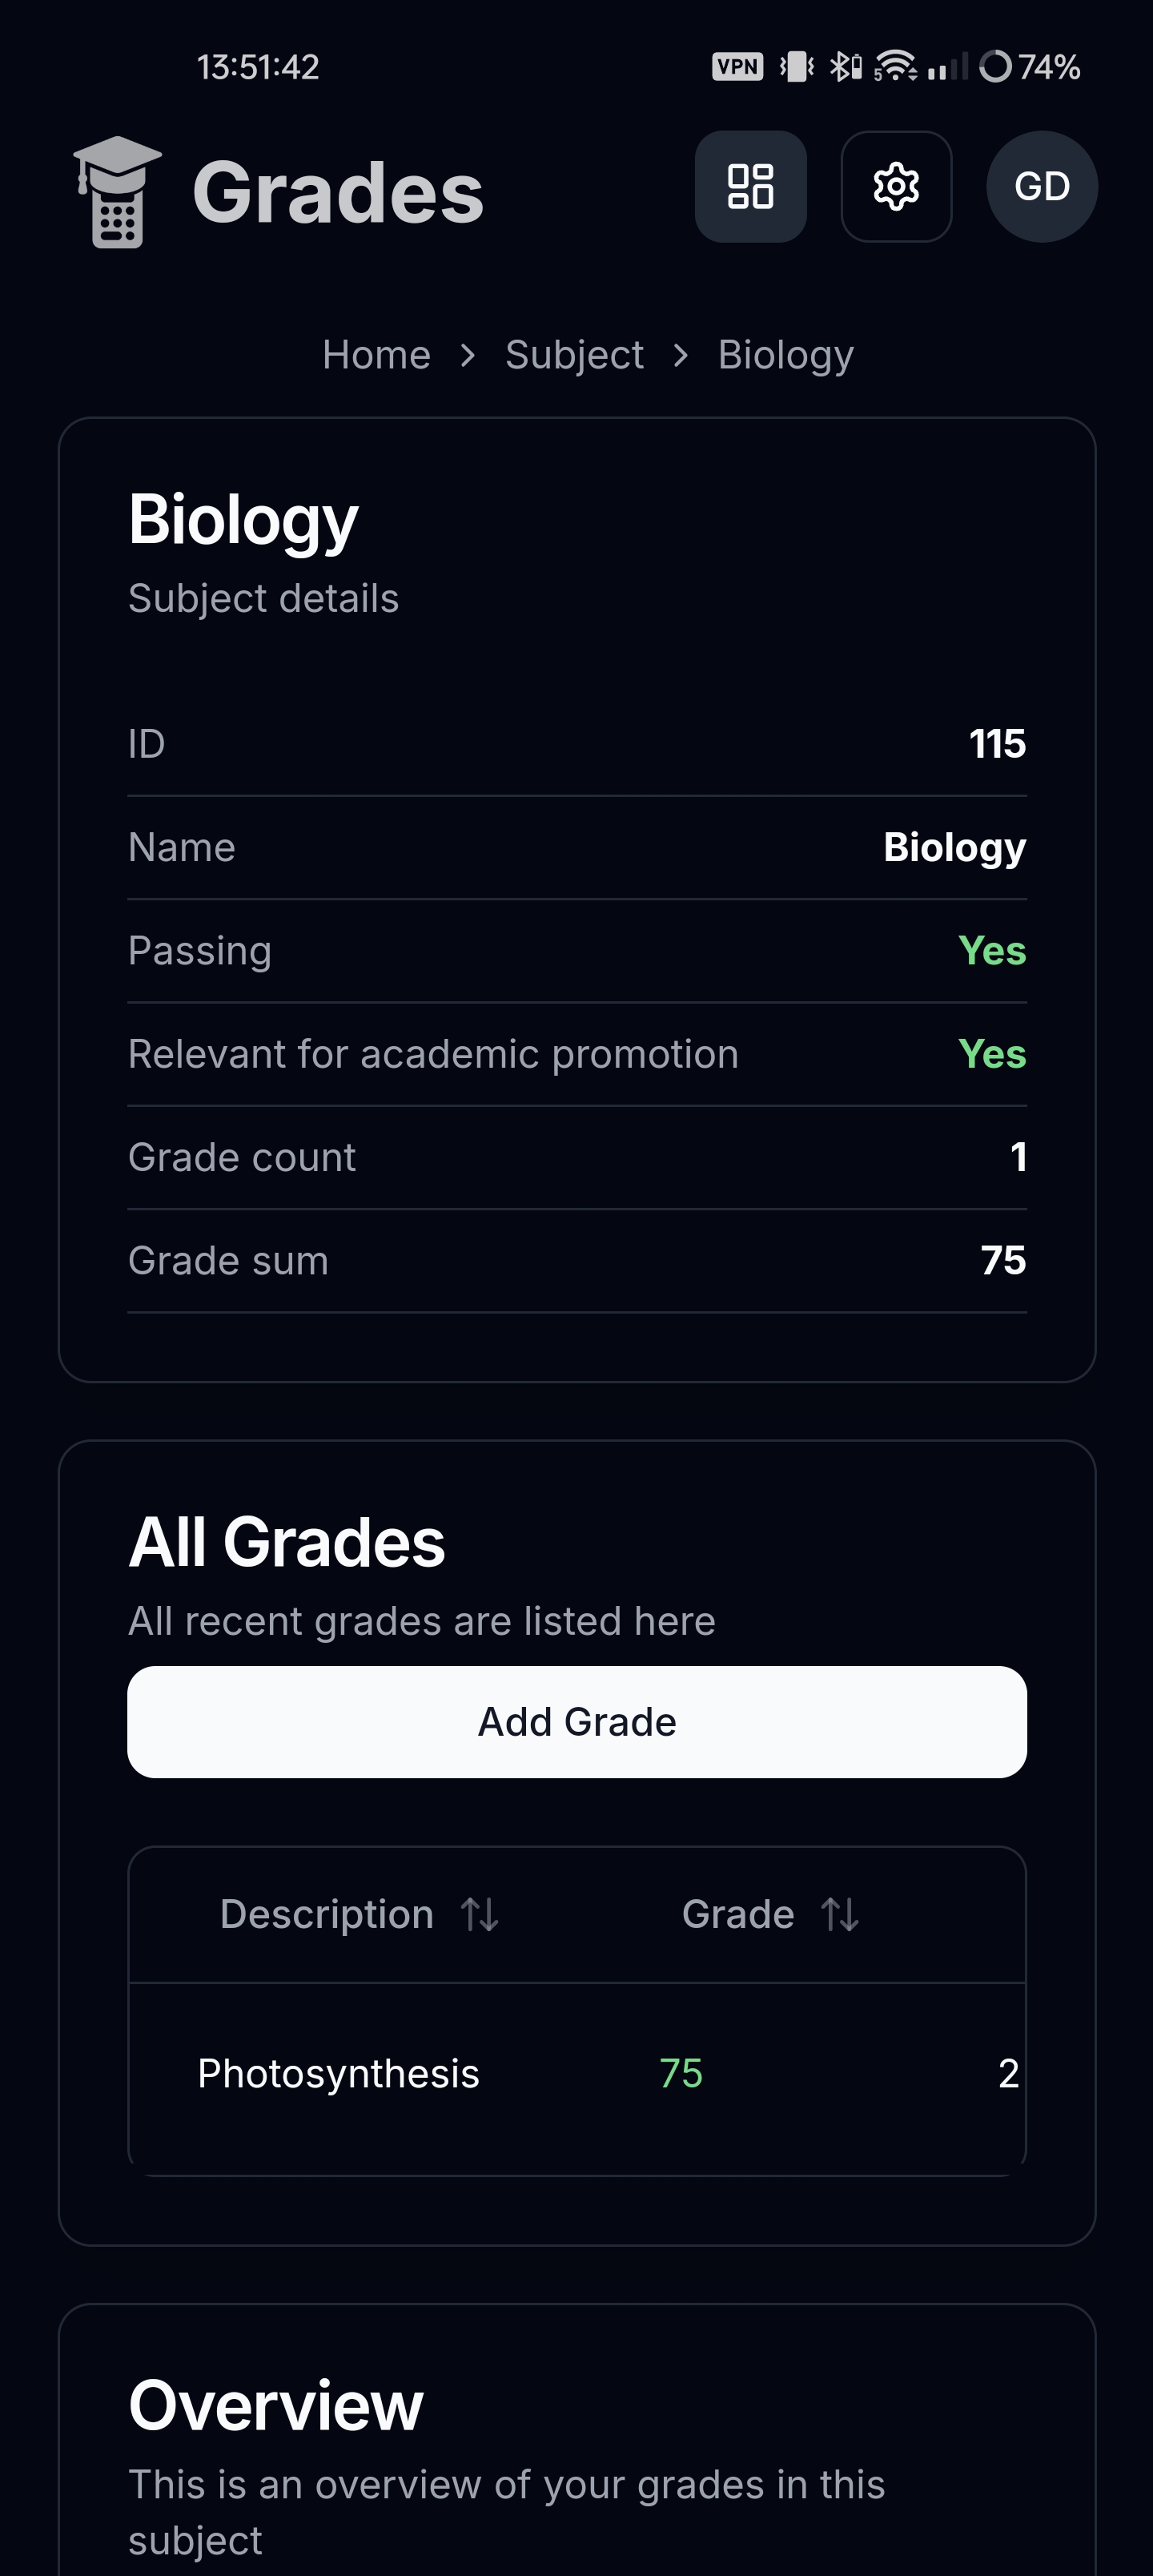 13:51:42 VPN 5 74%
Grades GD
Home Subject Biology
Biology
Subject details
ID 115
Name Biology
Passing Yes
Relevant for academic promotion Yes
Grade count 1
Grade sum 75
All Grades
All recent grades are listed here
Add Grade
Description Grade
Photosynthesis 75 2
Overview
This is an overview of your grades in this
subject